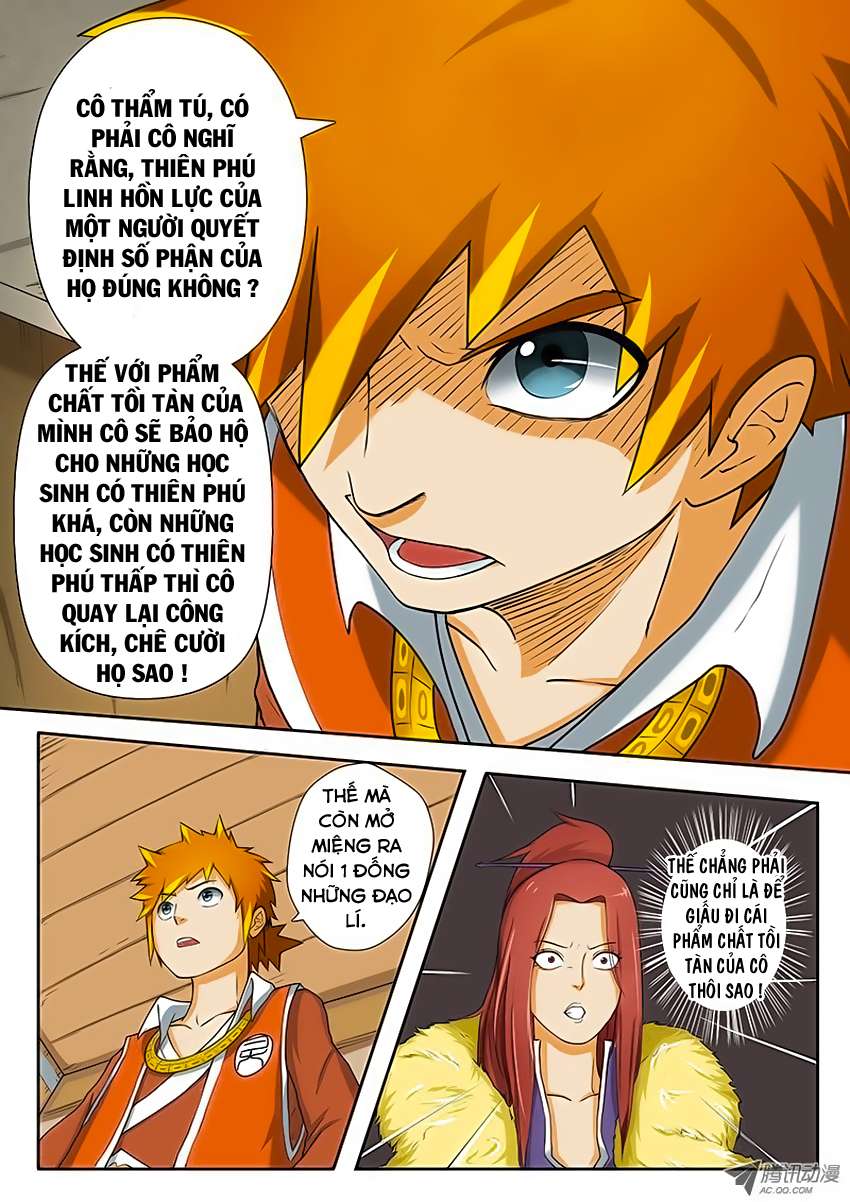 CÔ THẨM TÚ, CÓ
PHẢI CÔ NGHĨ
RẰNG, THIÊN PHÚ
LINH HỒN LỰC CỦA
MỘT NGƯỜI QUYẾT
ĐỊNH SỐ PHẬN CỦA
HỌ ĐÚNG KHÔNG ?
THẾ VỚI PHẨM
CHẤT TỒI TÀN CỦA
MÌNH CÔ SẼ BẢO HỘ
CHO NHỮNG HỌC
SINH CÓ THIÊN PHÚ
KHÁ, CÒN NHỮNG
HỌC SINH CÓ THIÊN
PHÚ THẤP THÌ CÔ
QUAY LẠI CÔNG
KÍCH, CHÊ CƯỜI
HỌ SAO !
THẾ MÀ
CÒN MỞ
MIỆNG RA
NÓI 1 ĐỐNG
NHỮNG ĐẠO
LÍ.
THẾ CHẲNG PHẢI
CŨNG CHỈ LÀ ĐỂ
GIẤU ĐI CÁI
PHẨM CHẤT TỒI
TÀN CỦA CÔ
THÔI SAO !
腾讯动漫
AC.QQ.COM